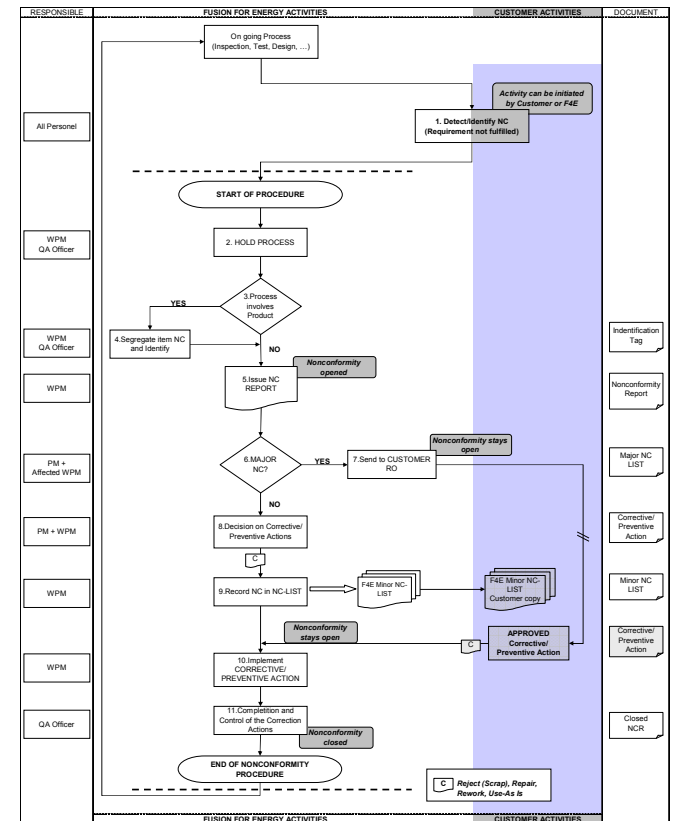 RESPONSIBLE
FUSION FOR ENERGY ACTIVITIES
CUSTOMER ACTIVITIES
DOCUMENT
On going Process
(Inspection, Test, Design, …)
Activity can be initiated
by Customer or F4E
All Personel
1. Detect/Identify NC
(Requirement not fulfilled)
START OF PROCEDURE
WPM
QA Officer
2. HOLD PROCESS
3.Process
involves
Product
YES
WPM
QA Officer
4.Segregate item NC
and Identify
NO
Indentification
Tag
Nonconformity
opened
WPM
5.Issue NC
REPORT
Nonconformity
Report
Nonconformity stays
open
PM +
Affected WPM
6.MAJOR
NC?
YES
7.Send to CUSTOMER
RO
Major NC
LIST
NO
PM + WPM
8.Decision on Corrective/
Preventive Actions
Corrective/
Preventive
Action
C
WPM
9.Record NC in NC-LIST
F4E Minor NC-
LIST
F4E Minor NC-
LIST
Customer copy
Minor NC
LIST
Nonconformity
stays open
C
APPROVED
Corrective/
Preventive Action
Corrective/
Preventive
Action
WPM
10.Implement
CORRECTIVE/
PREVENTIVE ACTION
QA Officer
11.Completition and
Control of the Correction
Actions
Nonconformity
closed
Closed
NCR
END OF NONCONFORMITY
PROCEDURE
C
Reject (Scrap), Repair,
Rework, Use-As Is
FUSION FOR ENERGY ACTIVITIES
CUSTOMER ACTIVITIES